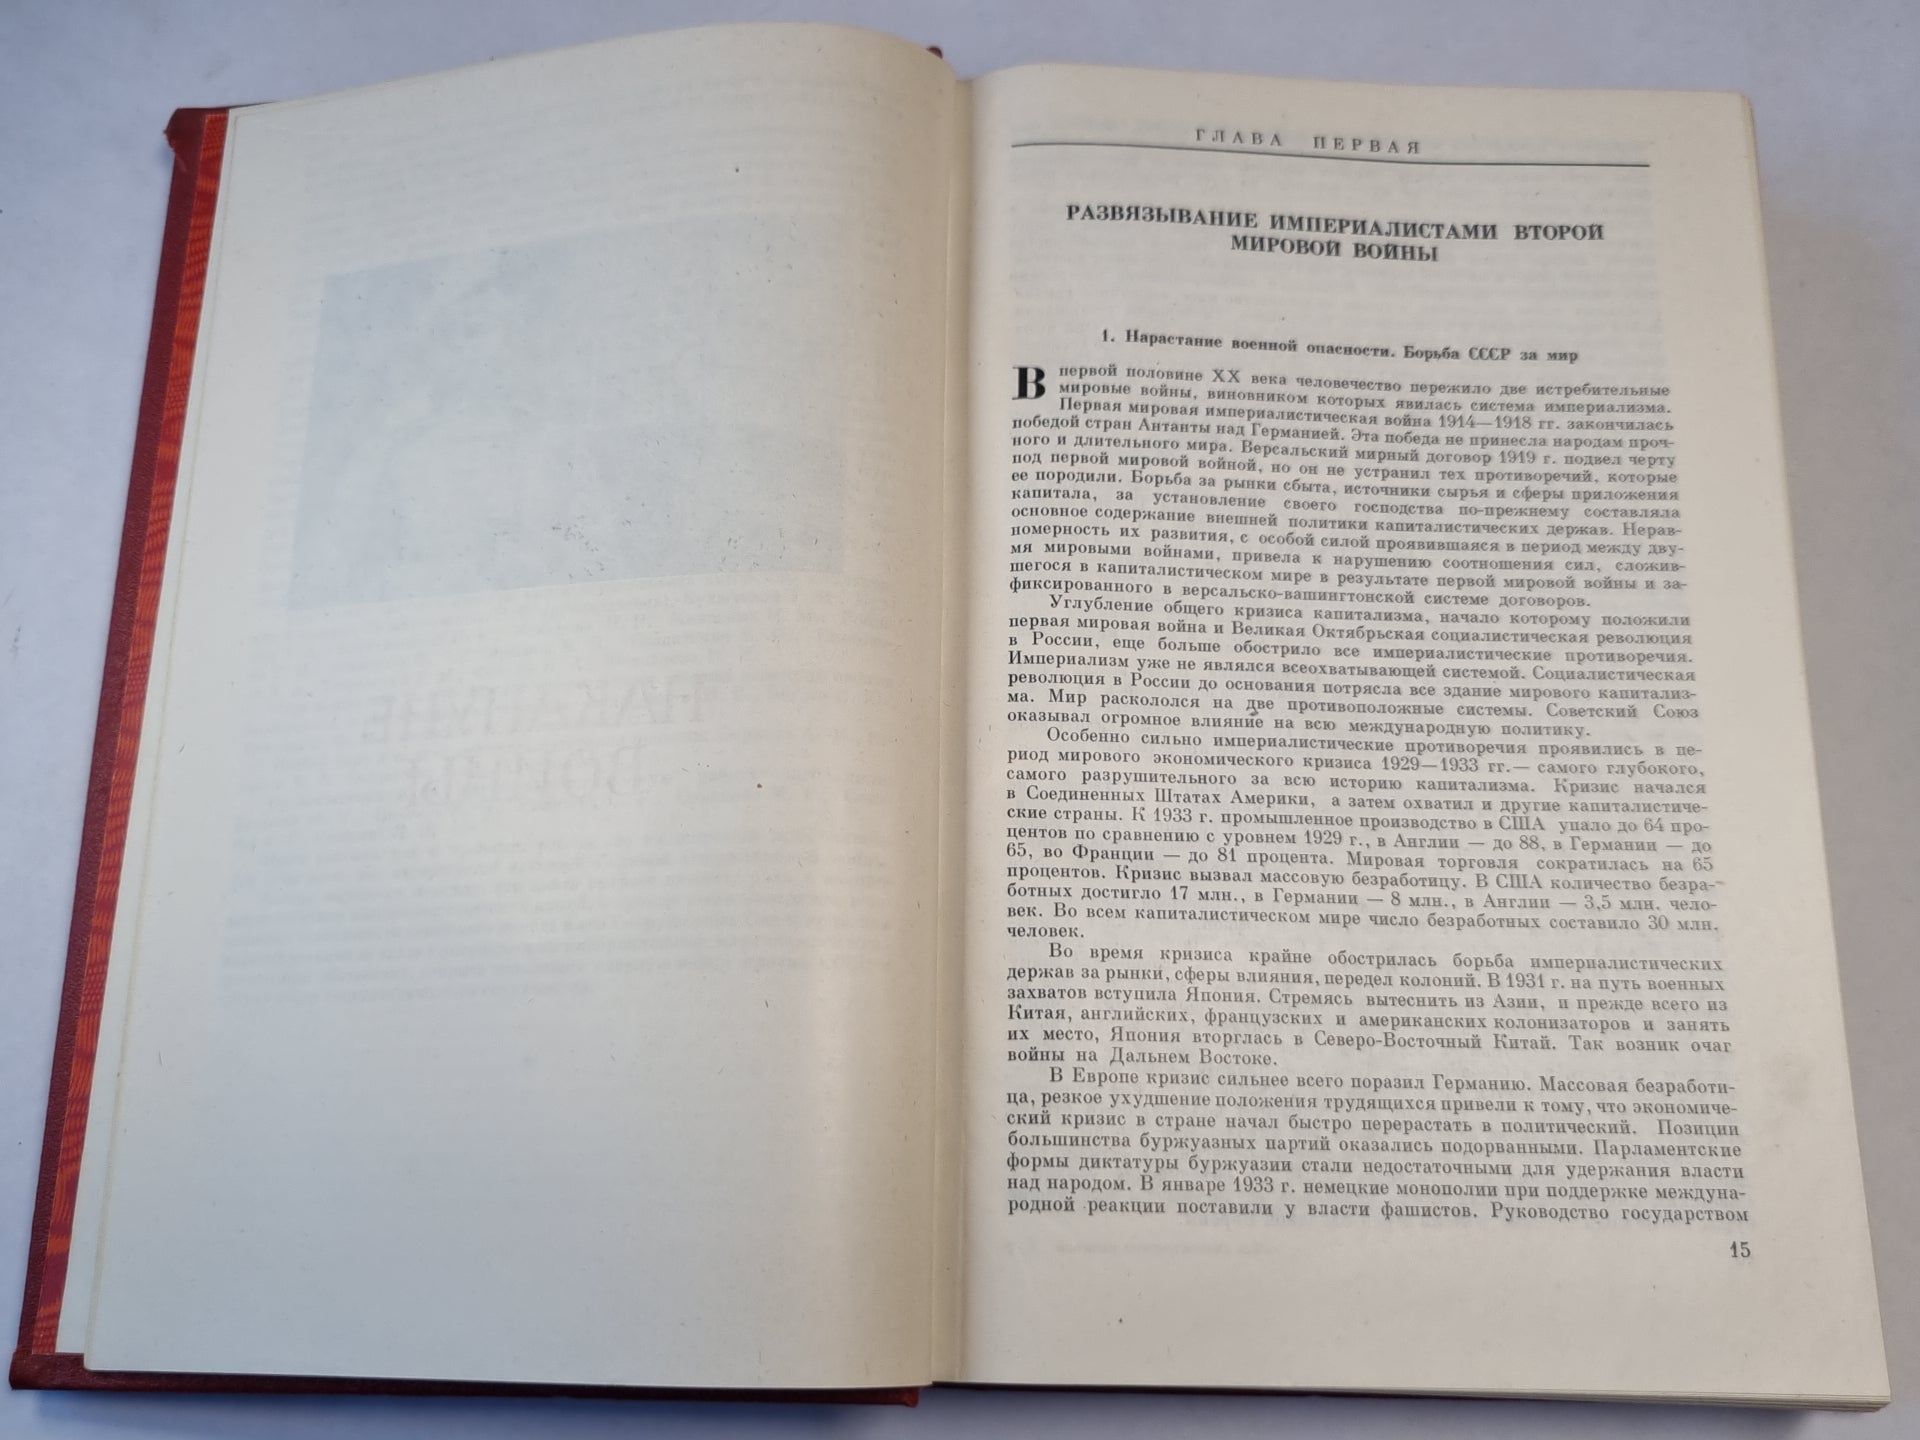 ГЛАВА ПЕРВАЯ
РАЗВЯЗЫВАНИЕ ИМПЕРИАЛИСТАМИ ВТОРОЙ
МИРОВОЙ ВОЙНЫ
1. Нарастание военной опасности. Борьба СССР за мир
В первой половине XX века человечество пережило две истребительные
мировые войны, виновником которых явилась система империализма.
Первая мировая империалистическая война 1914—1918 гг. закончилась
победой стран Антанты над Германией. Эта победа не принесла народам проч-
ного и длительного мира. Версальский мирный договор 1919 г. подвел черту
под первой мировой войной, но он не устранил тех противоречий, которые
ее породили. Борьба за рынки сбыта, источники сырья и сферы приложения
капитала, за установление своего господства по-прежнему составляла
основное содержание внешней политики капиталистических держав. Нерав-
номерность их развития, с особой силой проявившаяся в период между дву-
мя мировыми войнами, привела к нарушению соотношения сил, сложив-
шегося в капиталистическом мире в результате первой мировой войны и за-
фиксированного в версальско-вашингтонской системе договоров.
Углубление общего кризиса капитализма, начало которому положили
первая мировая война и Великая Октябрьская социалистическая революция
в России, еще больше обострило все империалистические противоречия.
Империализм уже не являлся всеохватывающей системой. Социалистическая
революция в России до основания потрясла все здание мирового капитализ-
ма. Мир раскололся на две противоположные системы. Советский Союз
оказывал огромное влияние на всю международную политику.
Особенно сильно империалистические противоречия проявились в пе-
риод мирового экономического кризиса 1929—1933 гг.— самого глубокого,
самого разрушительного за всю историю капитализма. Кризис начался
в Соединенных Штатах Америки, а затем охватил и другие капиталистиче-
ские страны. К 1933 г. промышленное производство в США упало до 64 про-
центов по сравнению с уровнем 1929 г., в Англии — до 88, в Германии — до
65, во Франции — до 81 процента. Мировая торговля сократилась на 65
процентов. Кризис вызвал массовую безработицу. В США количество безра-
ботных достигло 17 млн., в Германии — 8 млн., в Англии — 3,5 млн. чело-
век. Во всем капиталистическом мире число безработных составило 30 млн.
человек.
Во время кризиса крайне обострилась борьба империалистических
держав за рынки, сферы влияния, передел колоний. В 1931 г. на путь военных
захватов вступила Япония. Стремясь вытеснить из Азии, и прежде всего из
Китая, английских, французских и американских колонизаторов и занять
их место, Япония вторглась в Северо-Восточный Китай. Так возник очаг
войны на Дальнем Востоке.
В Европе кризис сильнее всего поразил Германию. Массовая безработи-
ца, резкое ухудшение положения трудящихся привели к тому, что экономиче-
ский кризис в стране начал быстро перерастать в политический. Позиции
большинства буржуазных партий оказались подорванными. Парламентские
формы диктатуры буржуазии стали недостаточными для удержания власти
над народом. В январе 1933 г. немецкие монополии при поддержке междуна-
родной реакции поставили у власти фашистов. Руководство государством
15